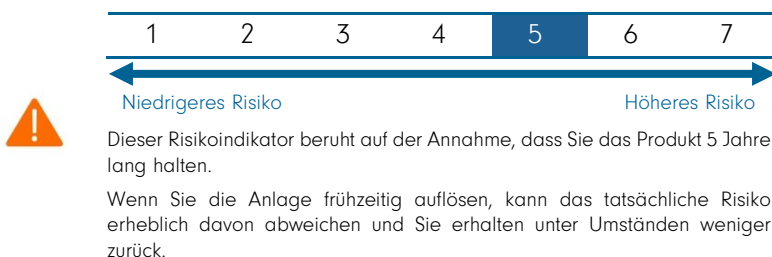 1 2 3 4 5 6 7
Niedrigeres Risiko Höheres Risiko
Dieser Risikoindikator beruht auf der Annahme, dass Sie das Produkt 5 Jahre
lang halten.
Wenn Sie die Anlage frühzeitig auflösen, kann das tatsächliche Risiko
erheblich davon abweichen und Sie erhalten unter Umständen weniger
zurück.